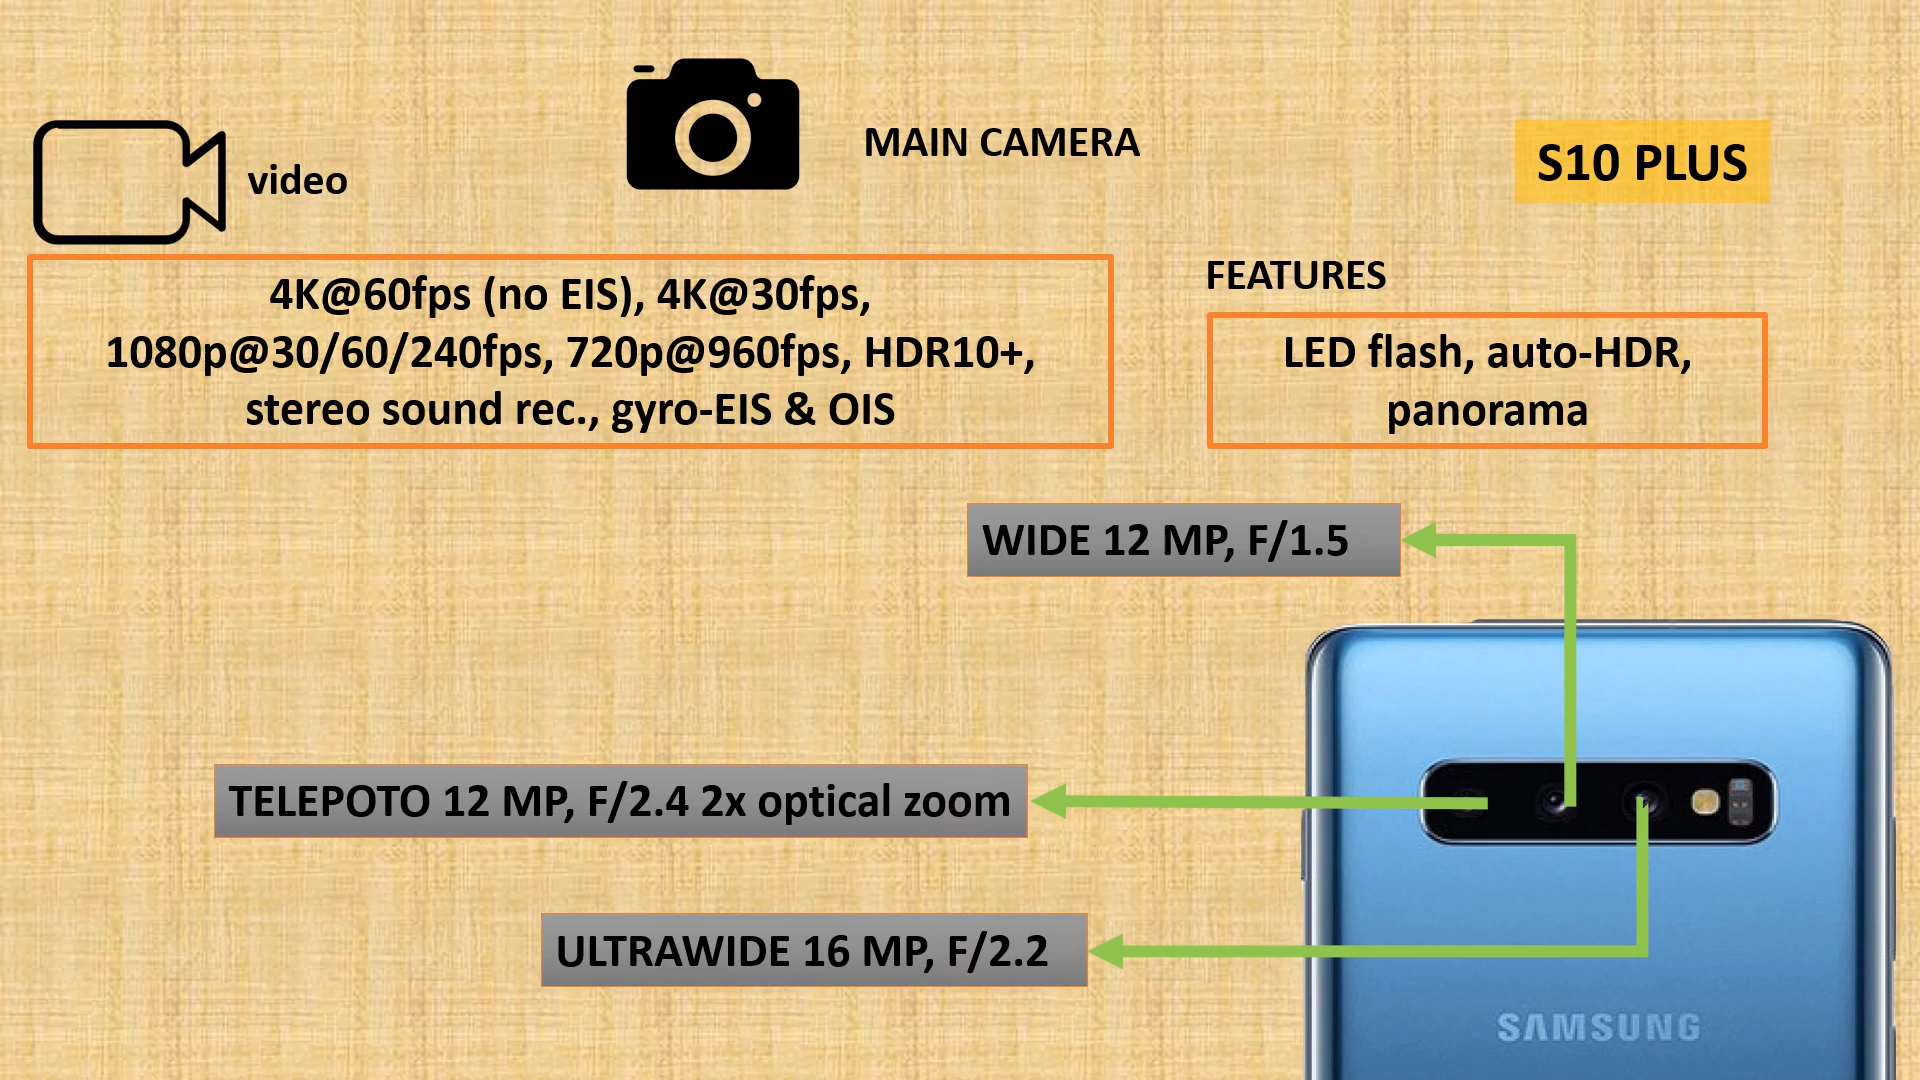 MAIN CAMERA
video
S10 PLUS
4K@60fps (no EIS), 4K@30fps,
1080p@30/60/240fps, 720p@960fps, HDR10+,
stereo sound rec., gyro-EIS & OIS
FEATURES
LED flash, auto-HDR,
panorama
WIDE 12 MP, F/1.5
TELEPOTO 12 MP, F/2.4 2x optical zoom
ULTRAWIDE 16 MP, F/2.2
SAMSUNG